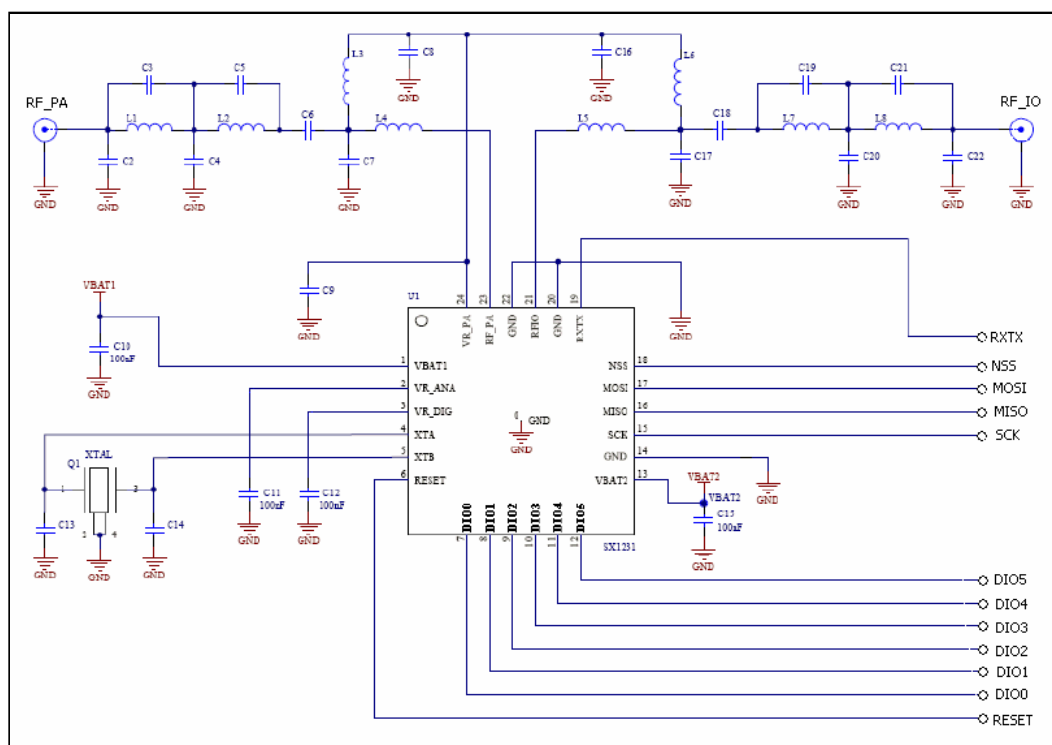 C8
C16
L3
L6
C3
C5
C19
C21
GND
GND
RF_PA
RF_IO
C6
C18
L1
L2
L4
L5
L7
L8
C2
C4
C7
C17
C20
C22
GND
GND
GND
GND
GND
GND
GND
GND
VBAT1
C9
U1
24
23
22
21
20
19
GND
VR_PA
RF_PA
GND
RFIO
GND
RXTX
GND
RXTX
C10
100nF
1
VBAT1
NSS
18
NSS
GND
2
VR_ANA
MOSI
17
MOSI
3
VR_DIG
0
GND
MISO
16
MISO
4
XTA
GND
SCK
15
SCK
XTAL
5
XTB
GND
14
Q1
6
RESET
VBAT2
13
GND
1
3
VBAT2
C11
100nF
C12
100nF
VBAT2
C15
100nF
C13
C14
2
4
GND
GND
DIO0
DIO1
DIO2
DIO3
DIO4
DIO5
GND
GND
GND
GND
7
8
9
10
11
12
SX1231
DIO5
DIO4
DIO3
DIO2
DIO1
DIO0
RESET